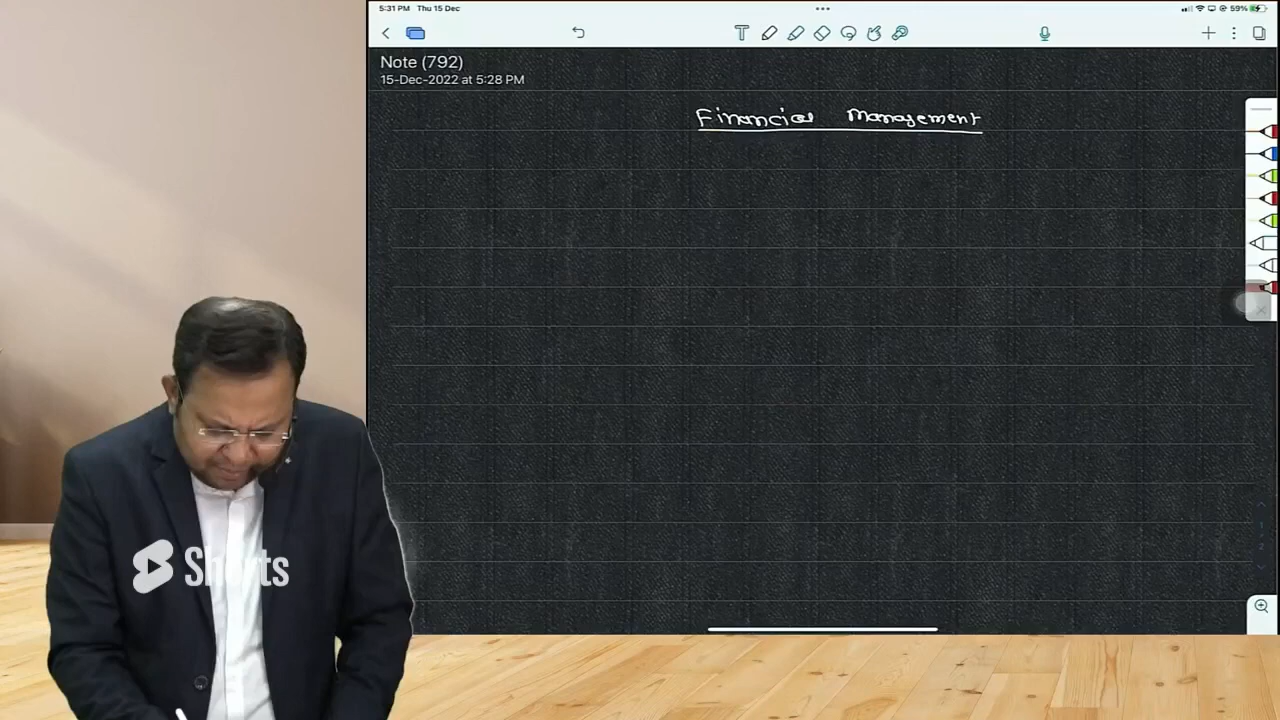 5:31 PM Thu 15 Dec
59%
Note (792)
15-Dec-2022 at 5:28 PM
Financial Management
Shorts